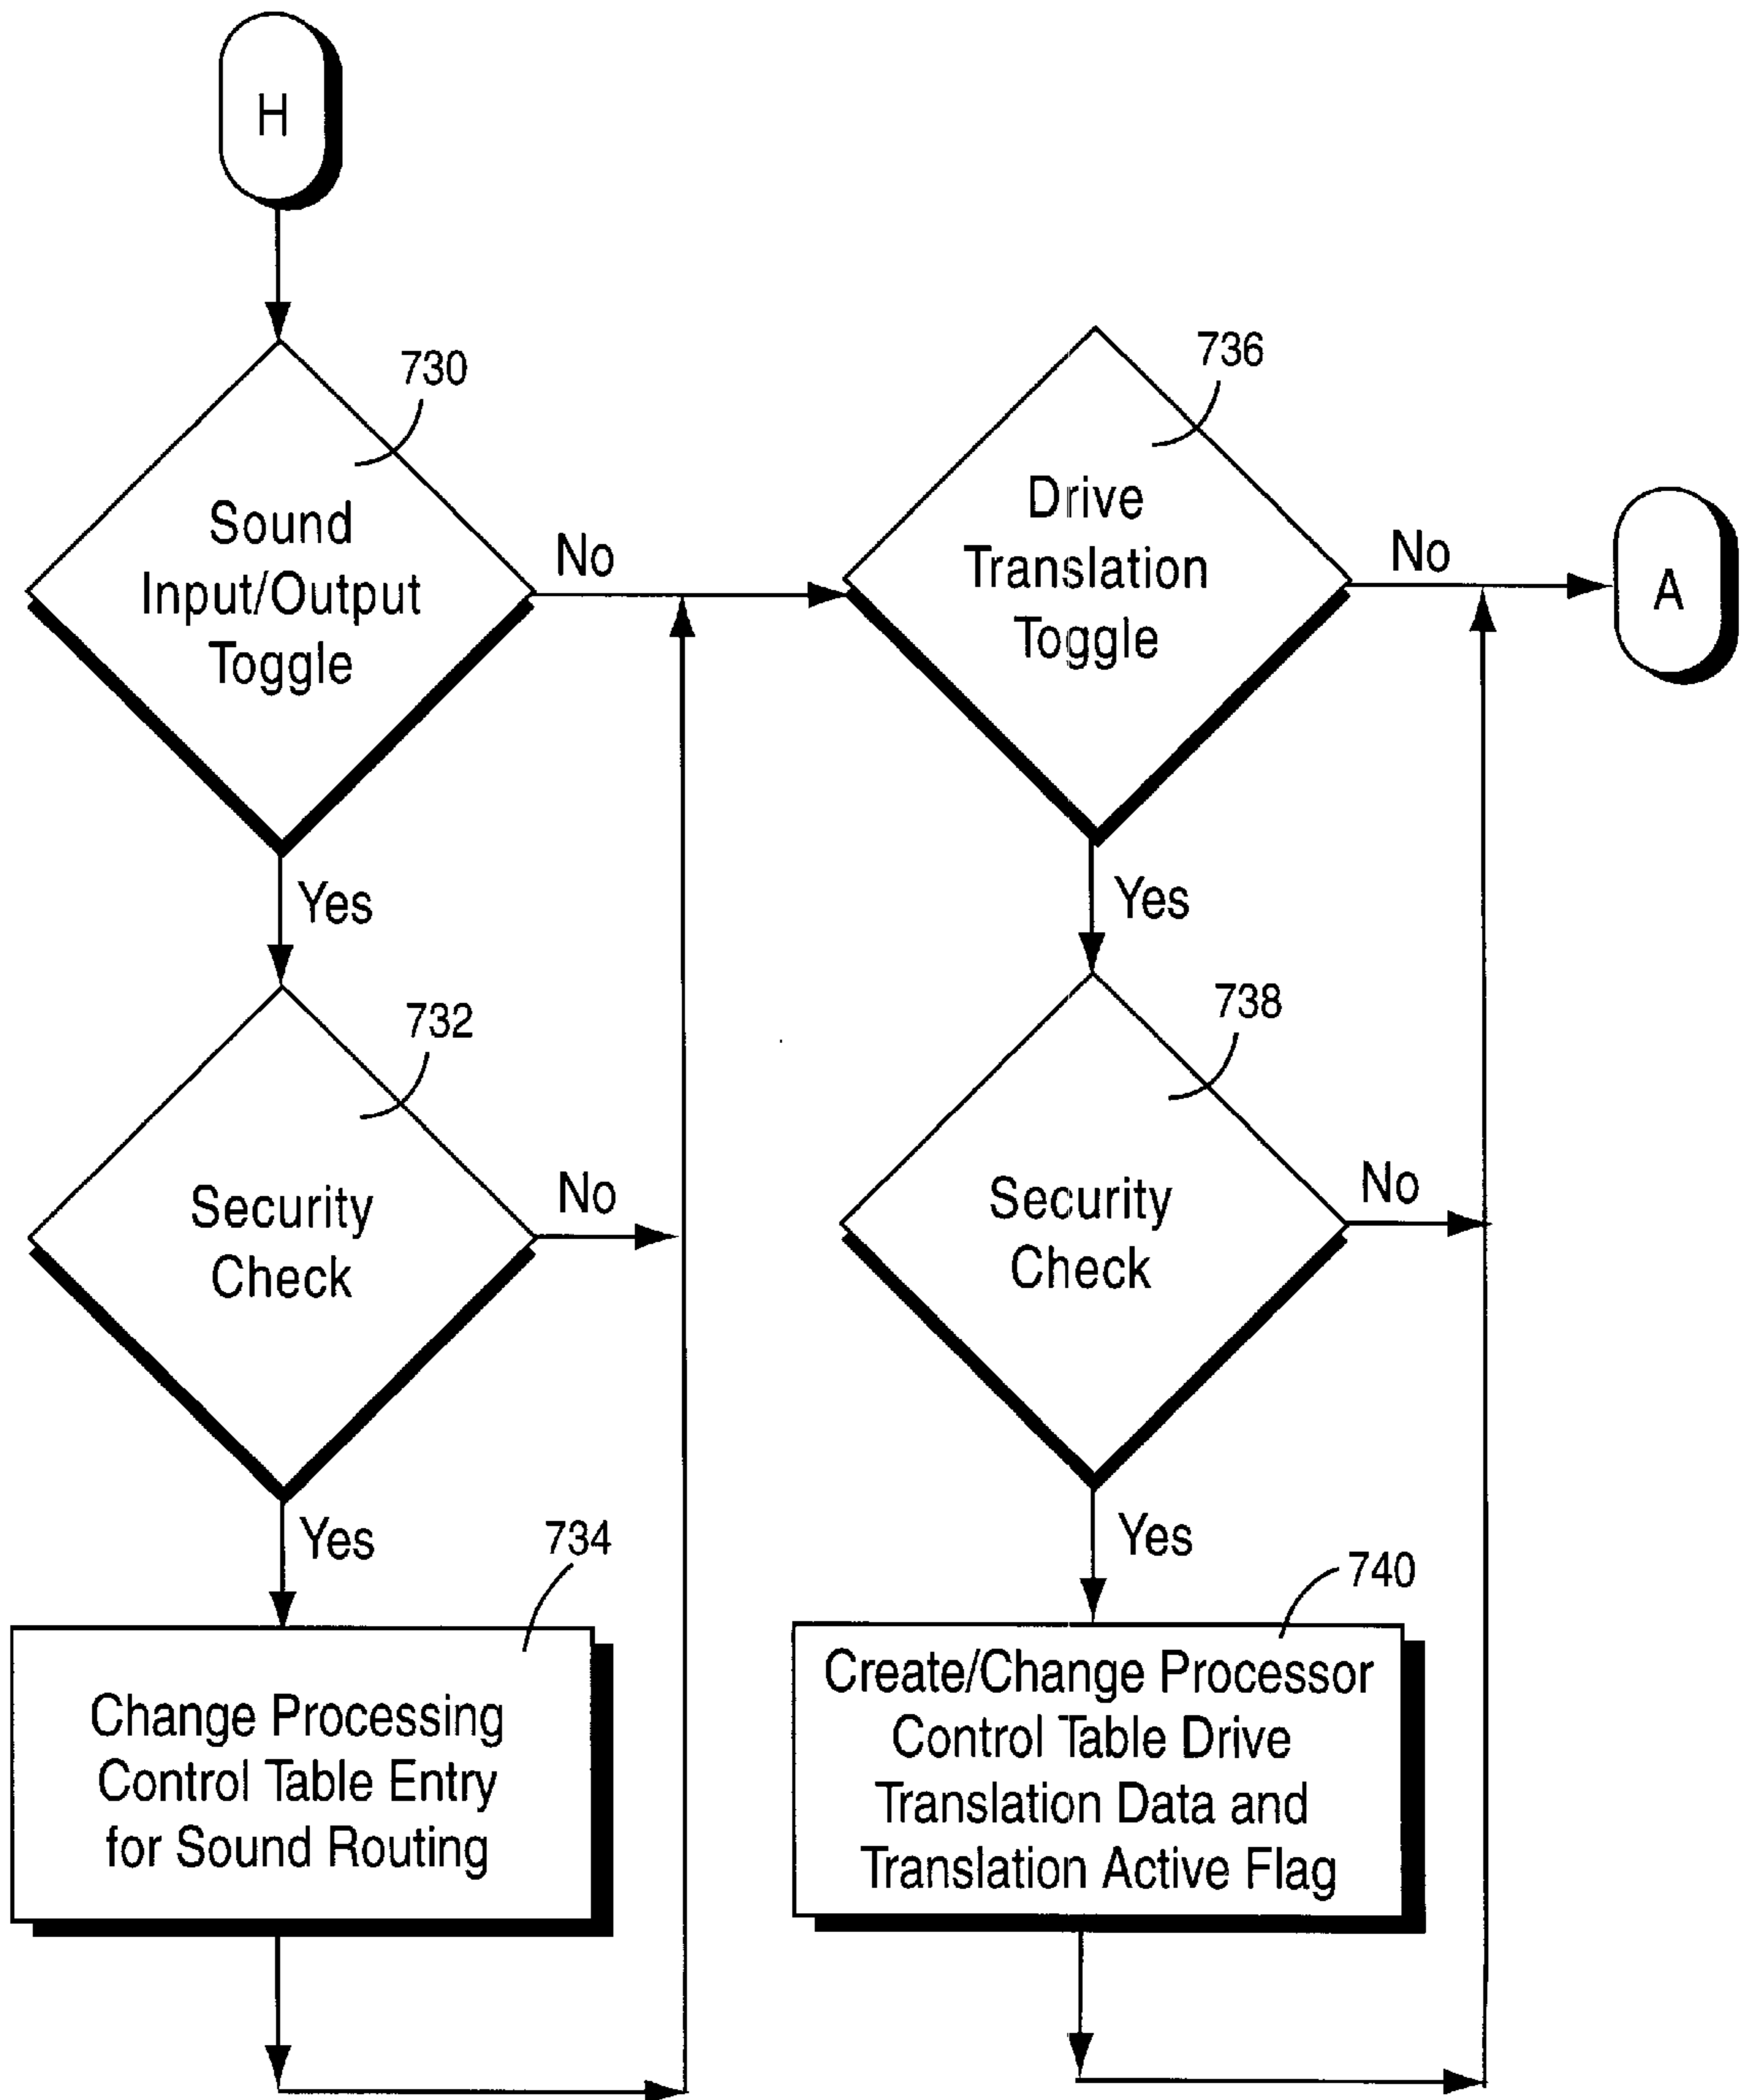 H
730
Sound
Input/Output
Toggle
No
Yes
732
Security
Check
No
Yes
734
Change Processing
Control Table Entry
for Sound Routing
736
Drive
Translation
Toggle
No
A
Yes
738
Security
Check
No
Yes
740
Create/Change Processor
Control Table Drive
Translation Data and
Translation Active Flag